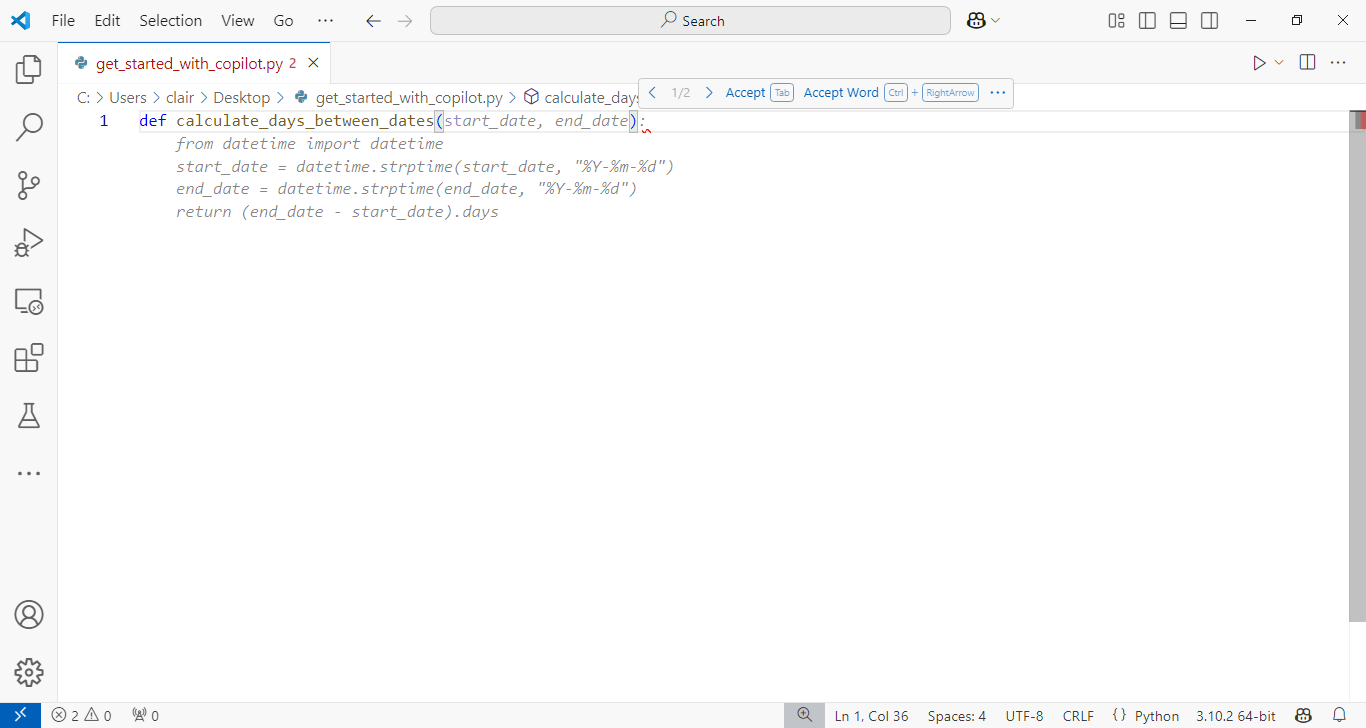 File Edit Selection View Go ··· Search
get_started_with_copilot.py 2
C: > Users > clair > Desktop > get_started_with_copilot.py > calculate_days
1/2 Accept Tab Accept Word Ctrl + RightArrow ···
1 def calculate_days_between_dates(start_date, end_date):
from datetime import datetime
start_date = datetime.strptime(start_date, "%Y-%m-%d")
end_date = datetime.strptime(end_date, "%Y-%m-%d")
return (end_date - start_date).days
2 0 0 Ln 1, Col 36 Spaces: 4 UTF-8 CRLF {} Python 3.10.2 64-bit